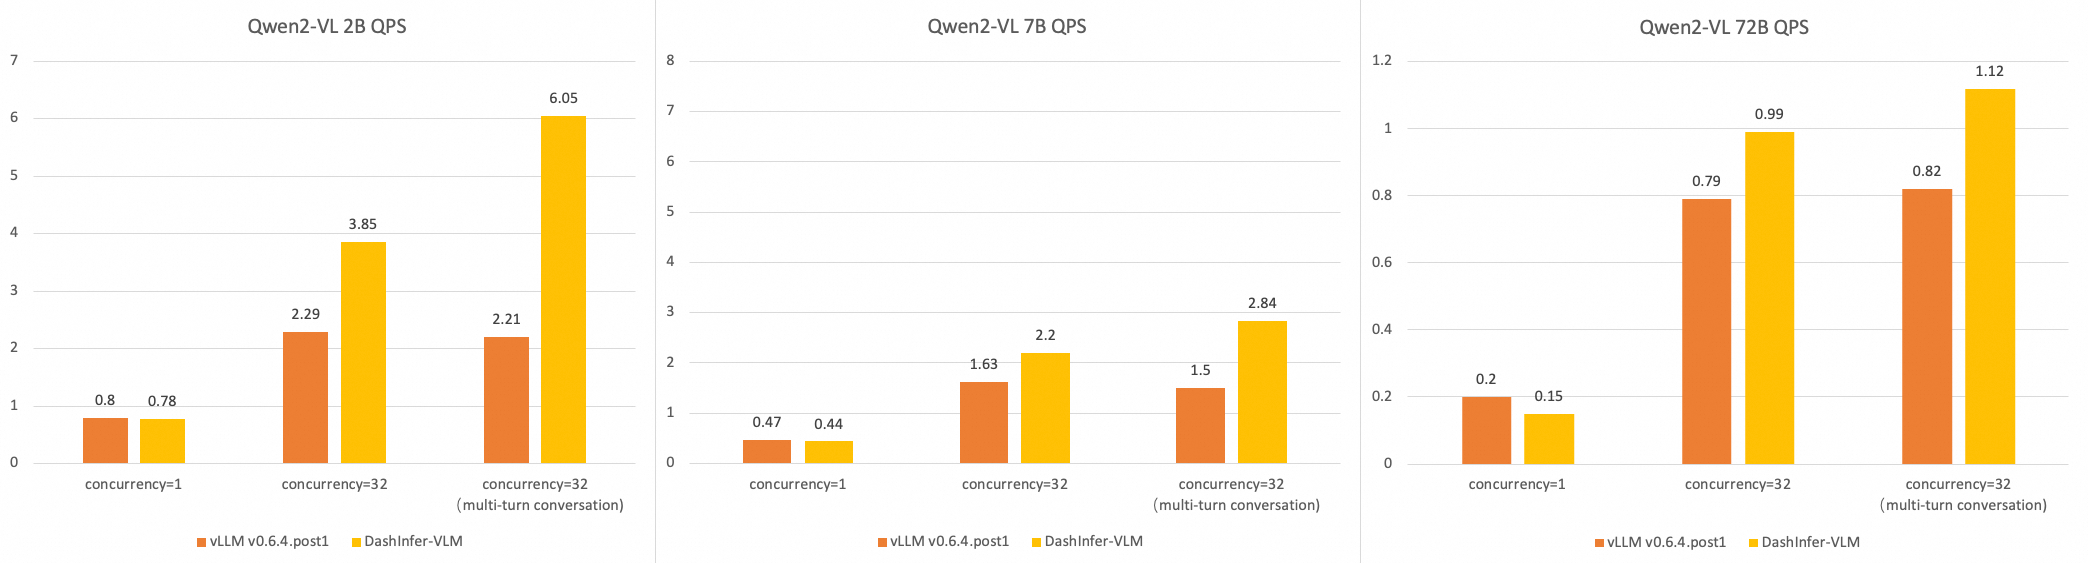 Qwen2-VL 2B QPS
7
6
5
4
3
2
1
0
0.8
0.78
2.29
3.85
2.21
6.05
concurrency=1
concurrency=32
concurrency=32
(multi-turn conversation)
vLLM v0.6.4.post1
DashInfer-VLM
Qwen2-VL 7B QPS
8
7
6
5
4
3
2
1
0
0.47
0.44
1.63
2.2
1.5
2.84
concurrency=1
concurrency=32
concurrency=32
(multi-turn conversation)
vLLM v0.6.4.post1
DashInfer-VLM
Qwen2-VL 72B QPS
1.2
1
0.8
0.6
0.4
0.2
0
0.2
0.15
0.79
0.99
0.82
1.12
concurrency=1
concurrency=32
concurrency=32
(multi-turn conversation)
vLLM v0.6.4.post1
DashInfer-VLM